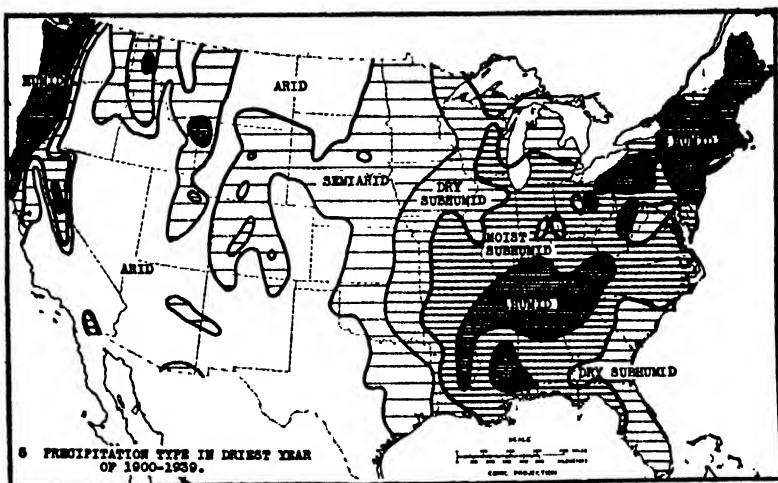 HUMID
ARID
HUMID
SEMIARID
DRY
SUBHUMID
MOIST
SUBHUMID
ARID
HUMID
DRY SUBHUMID
SCALE
CONIC PROJECTION
PRECIPITATION TYPE IN DRIEST YEAR
OF 1900-1939.